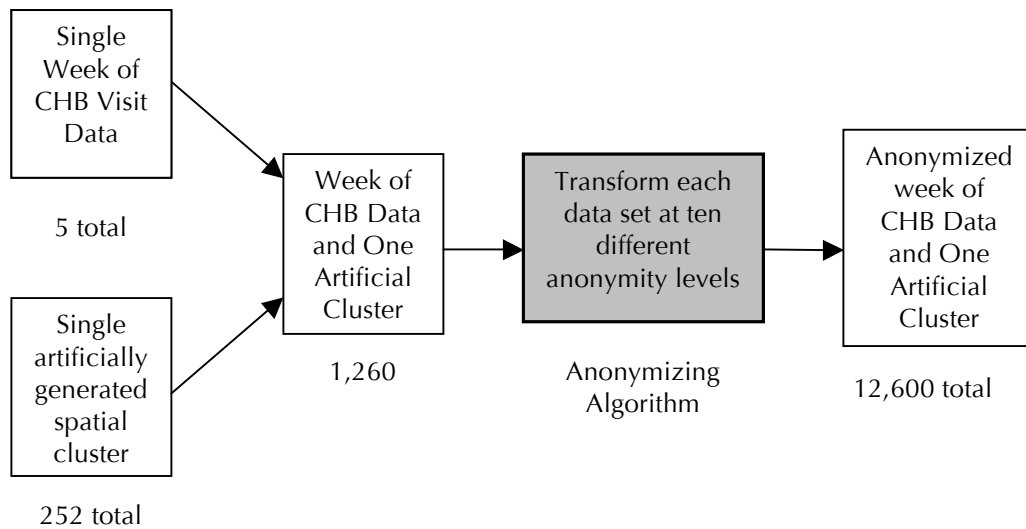 Single
Week of
CHB Visit
Data
5 total
Single
artificially
generated
spatial
cluster
252 total
Week of
CHB Data
and One
Artificial
Cluster
1,260
Transform each
data set at ten
different
anonymity levels
Anonymizing
Algorithm
Anonymized
week of
CHB Data
and One
Artificial
Cluster
12,600 total